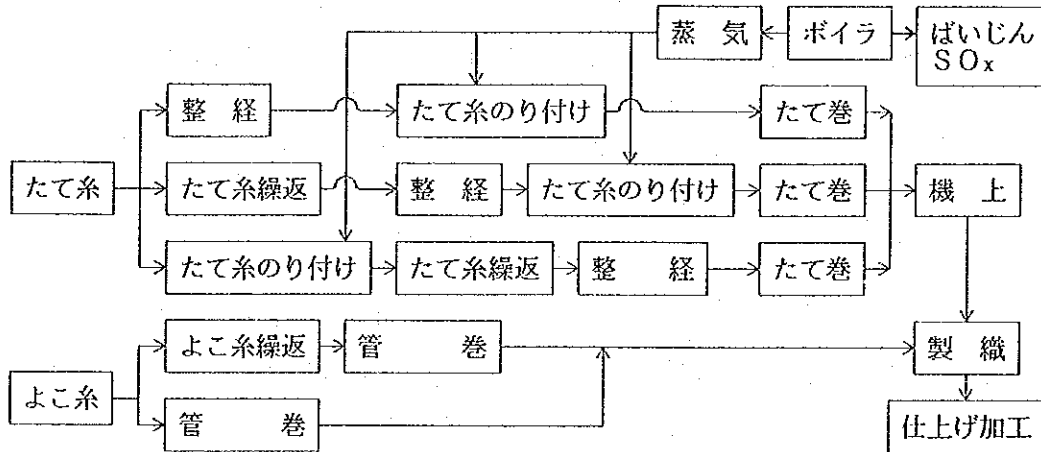 蒸気
ボイラ
ばいじん
SOx
整経
たて糸のり付け
たて巻
たて糸
たて糸繰返
整経
たて糸のり付け
たて巻
機上
たて糸のり付け
たて糸繰返
整経
たて巻
よこ糸繰返
管巻
製織
よこ糸
管巻
仕上げ加工